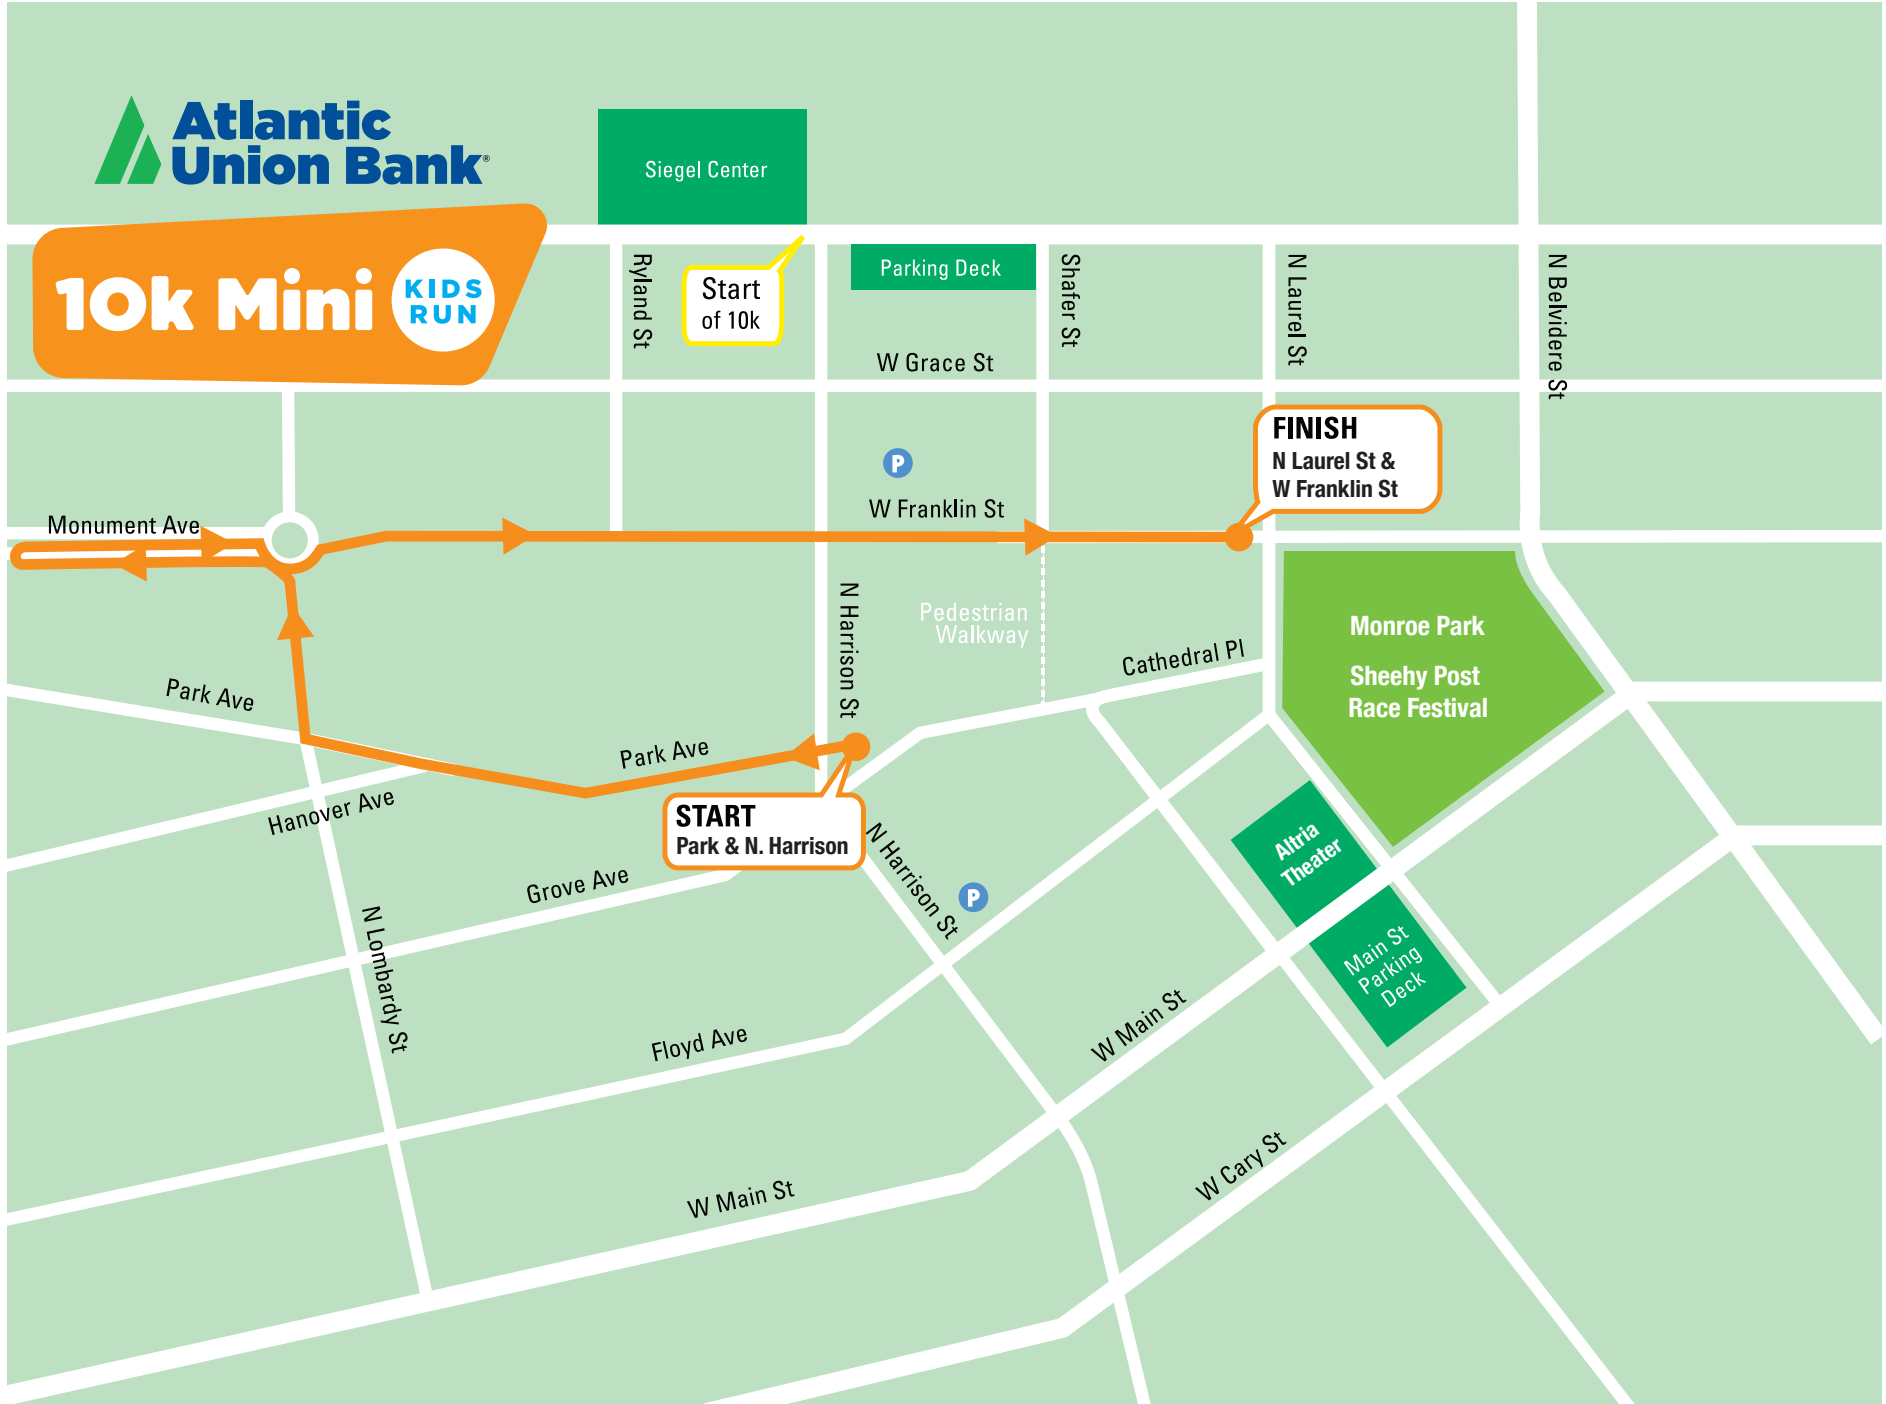 Atlantic
Union Bank®
10k Mini
KIDS
RUN
Siegel Center
Start
of 10k
Parking Deck
Ryland St
Shafer St
N Laurel St
N Belvidere St
W Grace St
FINISH
N Laurel St &
W Franklin St
P
W Franklin St
Monument Ave
N Harrison St
Pedestrian
Walkway
Cathedral Pl
Monroe Park
Sheehy Post
Race Festival
Park Ave
Park Ave
START
Park & N. Harrison
Hanover Ave
Grove Ave
N Harrison St
P
Altria
Theater
Main St
Parking
Deck
N Lombardy St
Floyd Ave
W Main St
W Main St
W Cary St